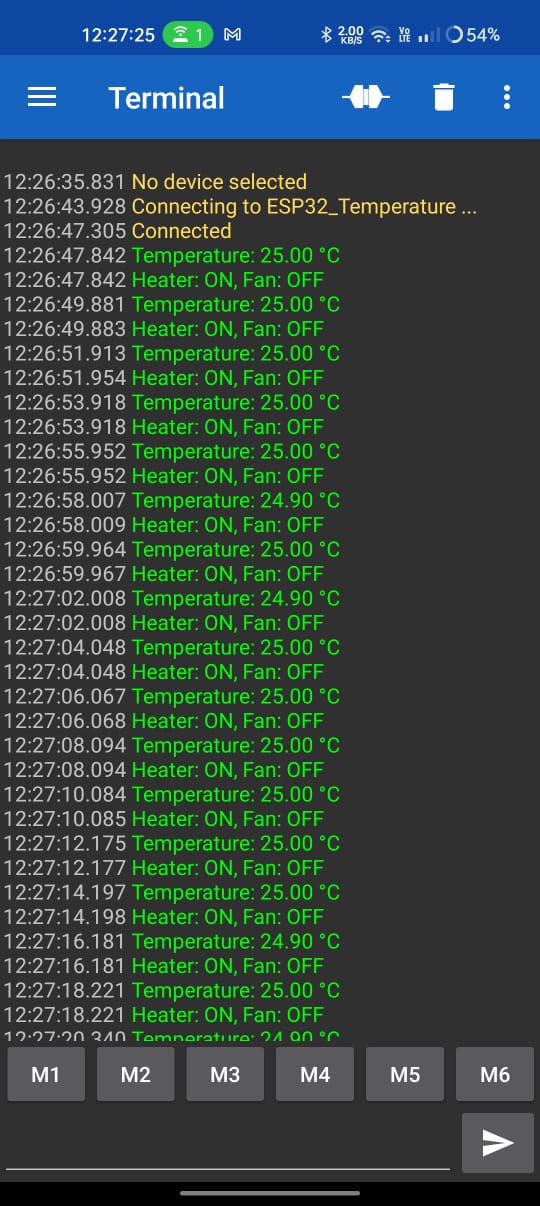 12:27:25 1 2.00 KB/S Vo LTE 54%
Terminal
12:26:35.831 No device selected
12:26:43.928 Connecting to ESP32_Temperature ...
12:26:47.305 Connected
12:26:47.842 Temperature: 25.00 °C
12:26:47.842 Heater: ON, Fan: OFF
12:26:49.881 Temperature: 25.00 °C
12:26:49.883 Heater: ON, Fan: OFF
12:26:51.913 Temperature: 25.00 °C
12:26:51.954 Heater: ON, Fan: OFF
12:26:53.918 Temperature: 25.00 °C
12:26:53.918 Heater: ON, Fan: OFF
12:26:55.952 Temperature: 25.00 °C
12:26:55.952 Heater: ON, Fan: OFF
12:26:58.007 Temperature: 24.90 °C
12:26:58.009 Heater: ON, Fan: OFF
12:26:59.964 Temperature: 25.00 °C
12:26:59.967 Heater: ON, Fan: OFF
12:27:02.008 Temperature: 24.90 °C
12:27:02.008 Heater: ON, Fan: OFF
12:27:04.048 Temperature: 25.00 °C
12:27:04.048 Heater: ON, Fan: OFF
12:27:06.067 Temperature: 25.00 °C
12:27:06.068 Heater: ON, Fan: OFF
12:27:08.094 Temperature: 25.00 °C
12:27:08.094 Heater: ON, Fan: OFF
12:27:10.084 Temperature: 25.00 °C
12:27:10.085 Heater: ON, Fan: OFF
12:27:12.175 Temperature: 25.00 °C
12:27:12.177 Heater: ON, Fan: OFF
12:27:14.197 Temperature: 25.00 °C
12:27:14.198 Heater: ON, Fan: OFF
12:27:16.181 Temperature: 24.90 °C
12:27:16.181 Heater: ON, Fan: OFF
12:27:18.221 Temperature: 25.00 °C
12:27:18.221 Heater: ON, Fan: OFF
12:27:20.340 Temperature: 24.90 °C
M1 M2 M3 M4 M5 M6